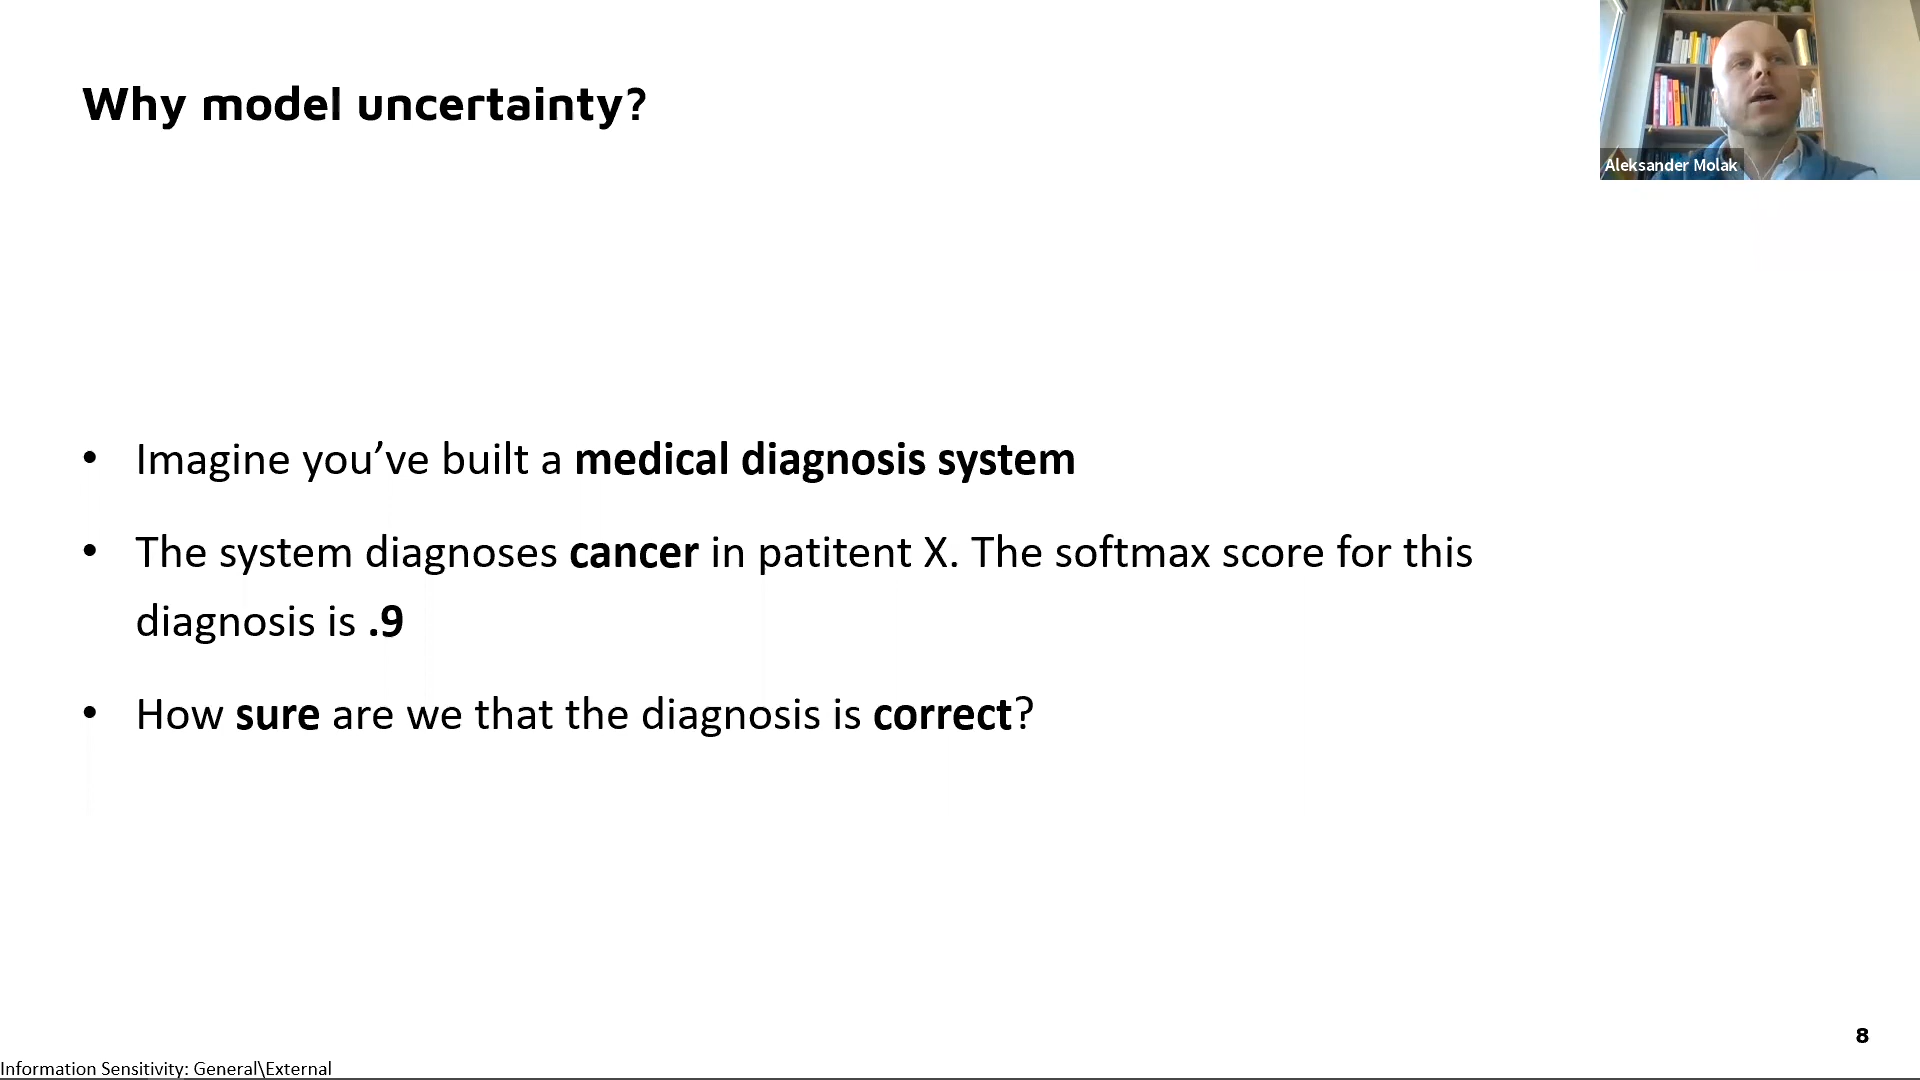 Why model uncertainty?
Aleksander Molak
• Imagine you’ve built a medical diagnosis system
• The system diagnoses cancer in patitent X. The softmax score for this
diagnosis is .9
• How sure are we that the diagnosis is correct?
8
Information Sensitivity: General\External